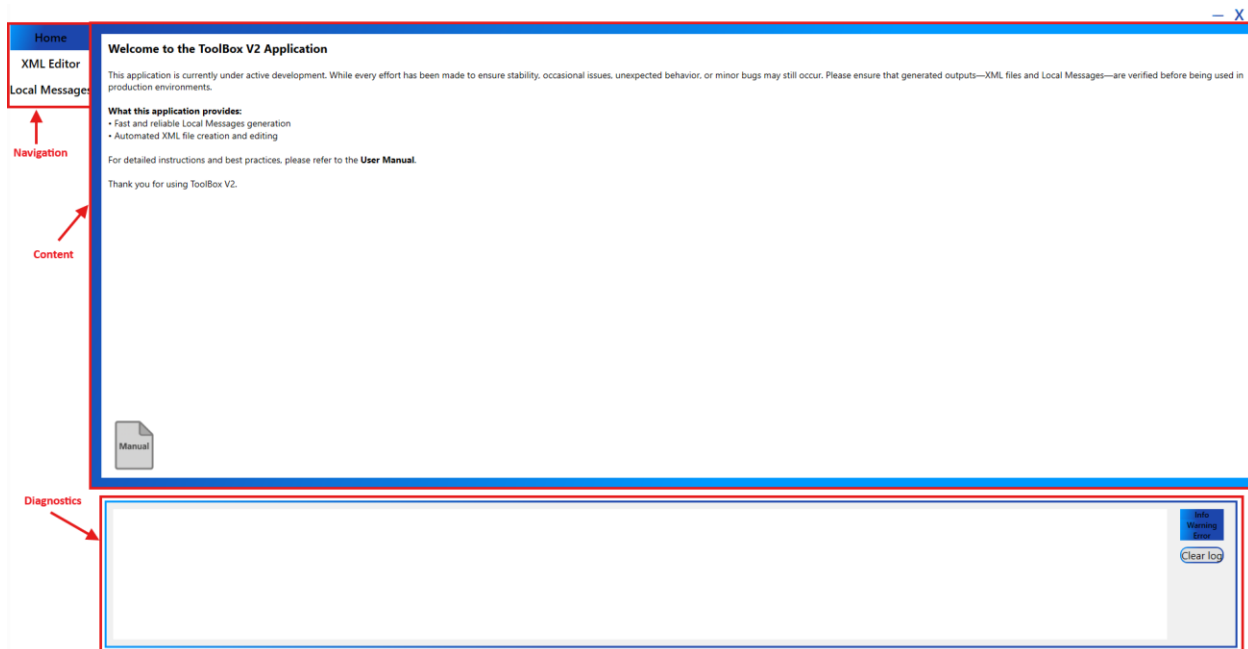 — X
Home
XML Editor
Local Messages
Navigation
Content
Welcome to the ToolBox V2 Application
This application is currently under active development. While every effort has been made to ensure stability, occasional issues, unexpected behavior, or minor bugs may still occur. Please ensure that generated outputs—XML files and Local Messages—are verified before being used in
production environments.
What this application provides:
• Fast and reliable Local Messages generation
• Automated XML file creation and editing
For detailed instructions and best practices, please refer to the User Manual.
Thank you for using ToolBox V2.
Manual
Diagnostics
Info
Warning
Error
Clear log